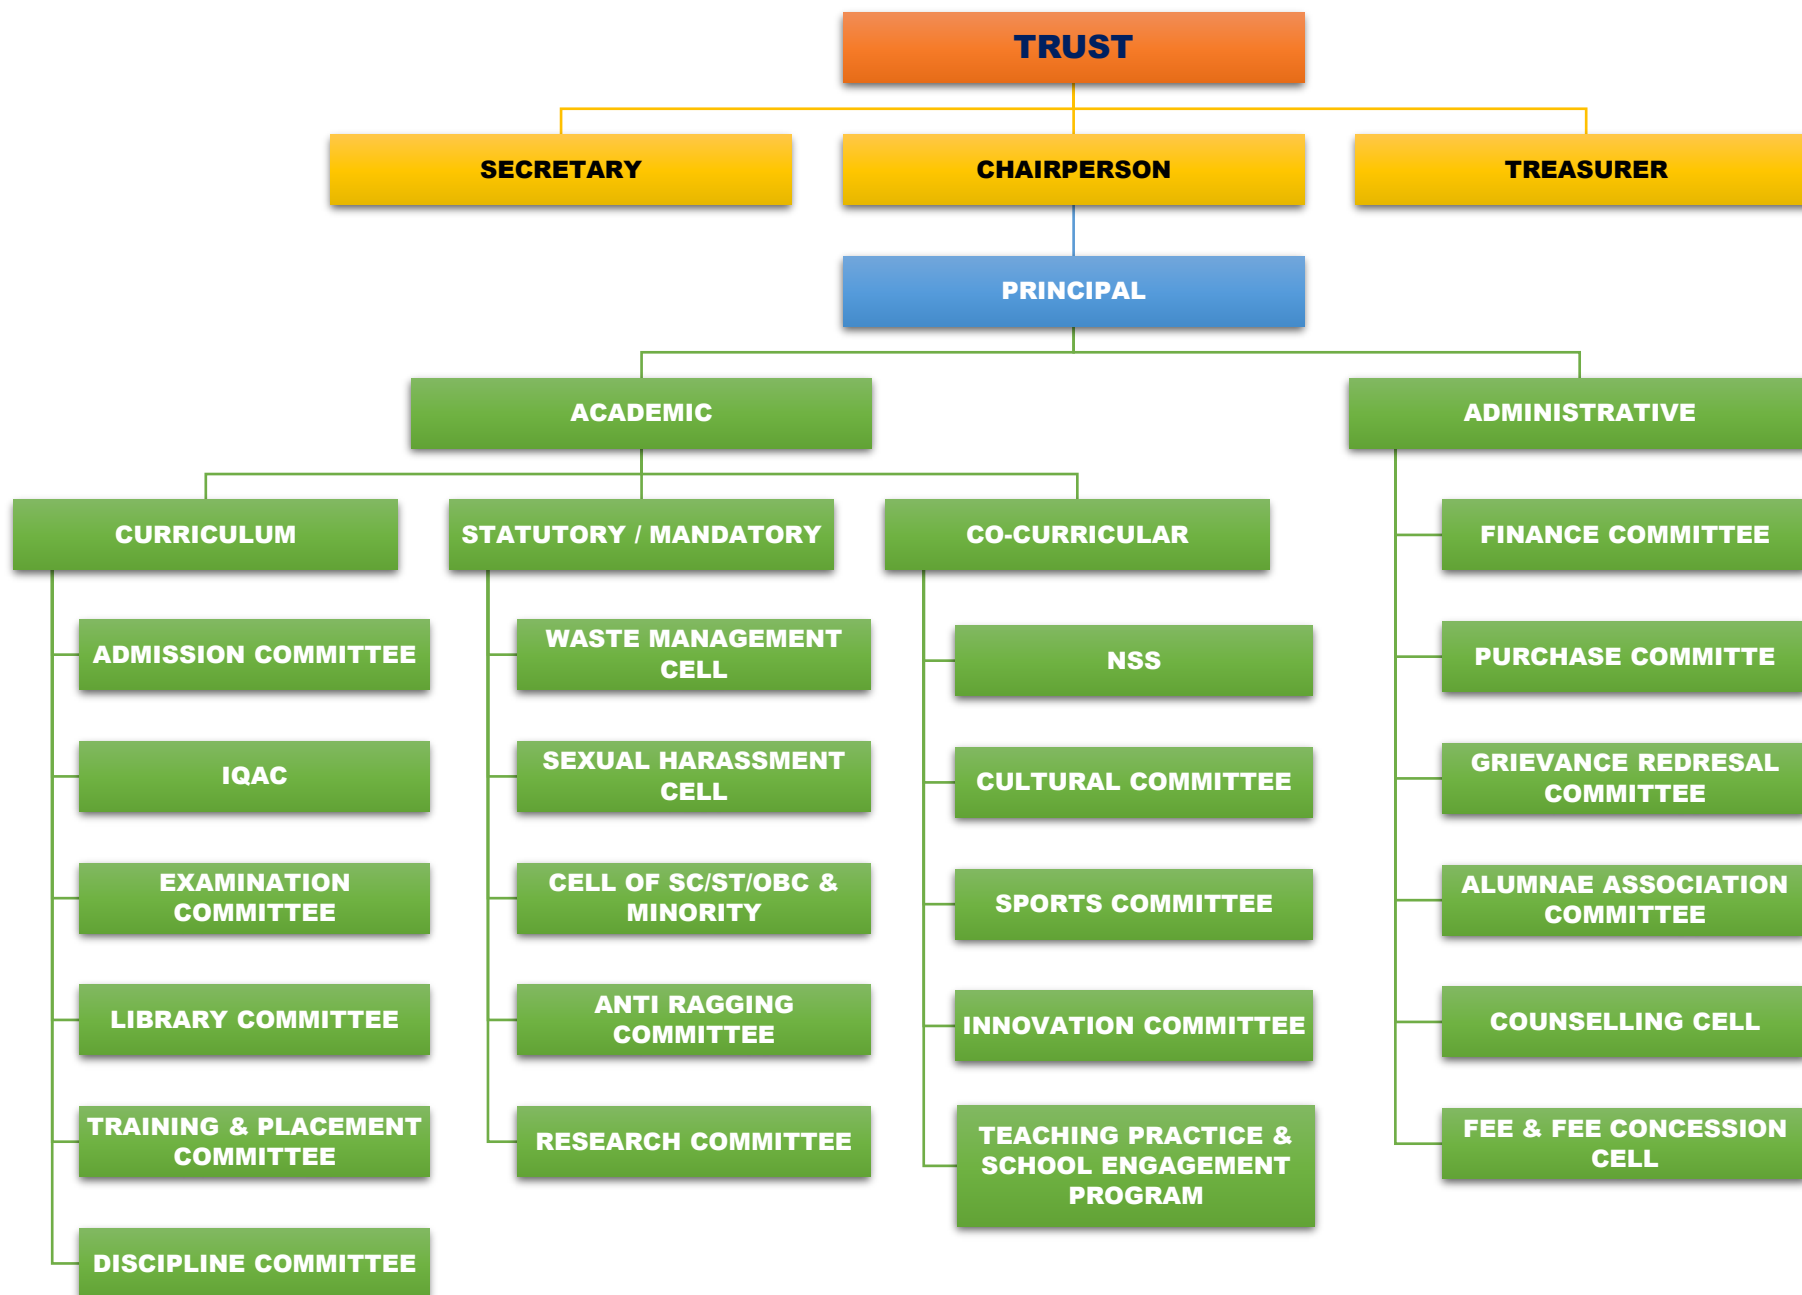 TRUST
SECRETARY
CHAIRPERSON
TREASURER
PRINCIPAL
ACADEMIC
ADMINISTRATIVE
CURRICULUM
STATUTORY / MANDATORY
CO-CURRICULAR
ADMISSION COMMITTEE
IQAC
EXAMINATION
COMMITTEE
LIBRARY COMMITTEE
TRAINING & PLACEMENT
COMMITTEE
DISCIPLINE COMMITTEE
WASTE MANAGEMENT
CELL
SEXUAL HARASSMENT
CELL
CELL OF SC/ST/OBC &
MINORITY
ANTI RAGGING
COMMITTEE
RESEARCH COMMITTEE
NSS
CULTURAL COMMITTEE
SPORTS COMMITTEE
INNOVATION COMMITTEE
TEACHING PRACTICE &
SCHOOL ENGAGEMENT
PROGRAM
FINANCE COMMITTEE
PURCHASE COMMITTE
GRIEVANCE REDRESAL
COMMITTEE
ALUMNAE ASSOCIATION
COMMITTEE
COUNSELLING CELL
FEE & FEE CONCESSION
CELL